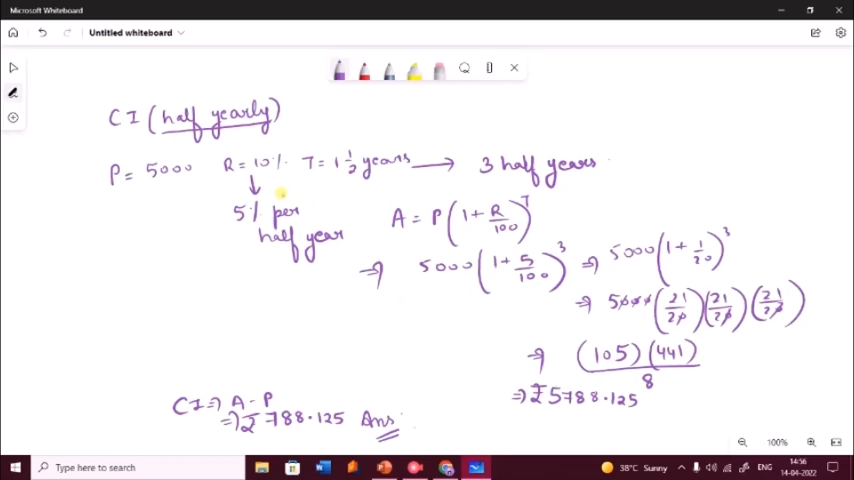 Microsoft Whiteboard
Untitled whiteboard
CI (half yearly)
P = 5000 R = 10% T = 1 1/2 years → 3 half years
↓
5% per half year
A = P(1 + R/100)^T
⇒ 5000(1 + 5/100)^3 ⇒ 5000(1 + 1/20)^3
⇒ 5000(21/20)(21/20)(21/20)
⇒ (105)(441)/8
⇒ ₹5788.125
CI ⇒ A - P
⇒ ₹788.125 Ans.
100%
Type here to search
38°C Sunny
ENG
14:56
14-04-2022